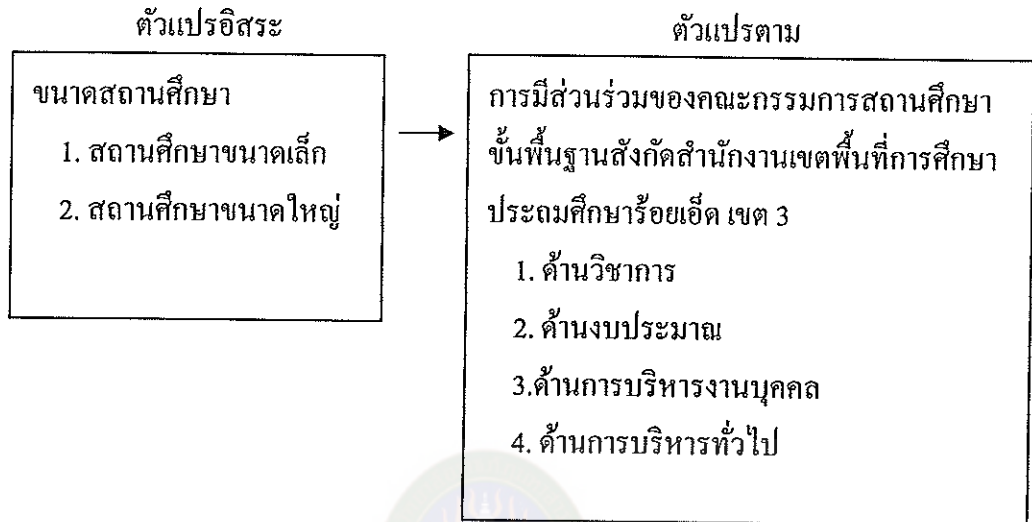 ตัวแปรอิสระ
ขนาดสถานศึกษา
1. สถานศึกษาขนาดเล็ก
2. สถานศึกษาขนาดใหญ่
ตัวแปรตาม
การมีส่วนร่วมของคณะกรรมการสถานศึกษา
ขั้นพื้นฐานสังกัดสำนักงานเขตพื้นที่การศึกษา
ประถมศึกษาร้อยเอ็ด เขต 3
1. ด้านวิชาการ
2. ด้านงบประมาณ
3.ด้านการบริหารงานบุคคล
4. ด้านการบริหารทั่วไป